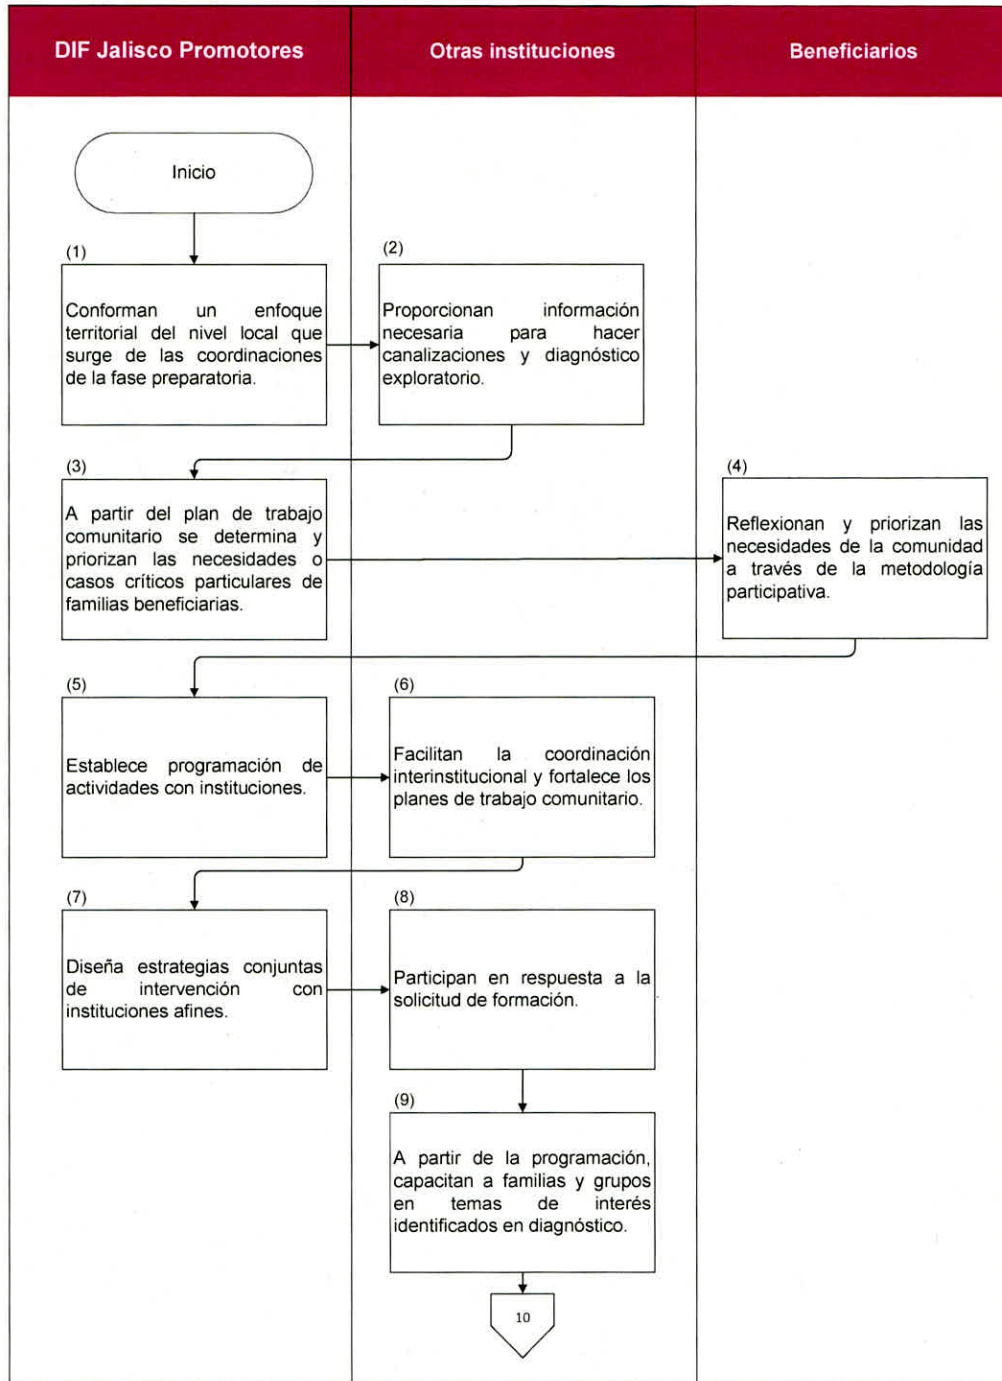 DIF Jalisco Promotores
Otras instituciones
Beneficiarios
Inicio
(1)
Conforman un enfoque
territorial del nivel local que
surge de las coordinaciones
de la fase preparatoria.
(2)
Proporcionan información
necesaria para hacer
canalizaciones y diagnóstico
exploratorio.
(3)
A partir del plan de trabajo
comunitario se determina y
priorizan las necesidades o
casos críticos particulares de
familias beneficiarias.
(4)
Reflexionan y priorizan las
necesidades de la comunidad
a través de la metodología
participativa.
(5)
Establece programación de
actividades con instituciones.
(6)
Facilitan la coordinación
interinstitucional y fortalece los
planes de trabajo comunitario.
(7)
Diseña estrategias conjuntas
de intervención con
instituciones afines.
(8)
Participan en respuesta a la
solicitud de formación.
(9)
A partir de la programación,
capacitan a familias y grupos
en temas de interés
identificados en diagnóstico.
10